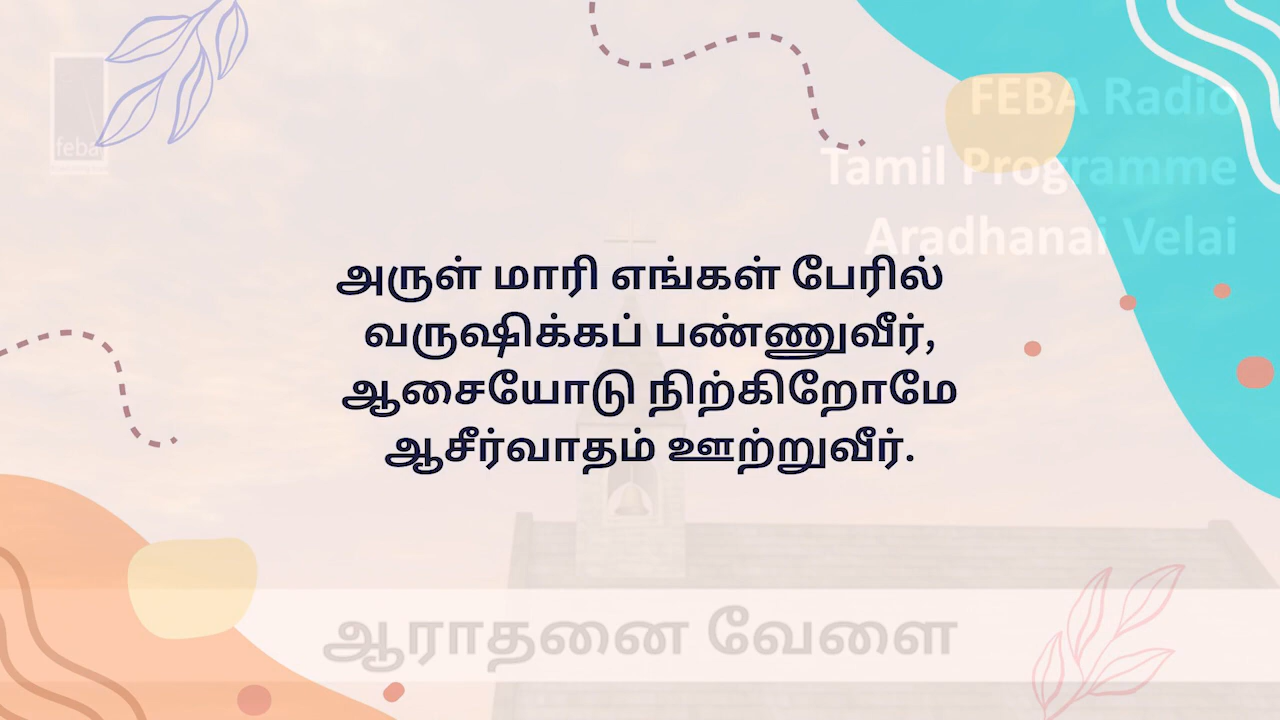 feba
FEBA Radio
Tamil Programme
Aradhanai Velai
அருள் மாரி எங்கள் பேரில்
வருஷிக்கப் பண்ணுவீர்,
ஆசையோடு நிற்கிறோமே
ஆசீர்வாதம் ஊற்றுவீர்.
ஆராதனை வேளை